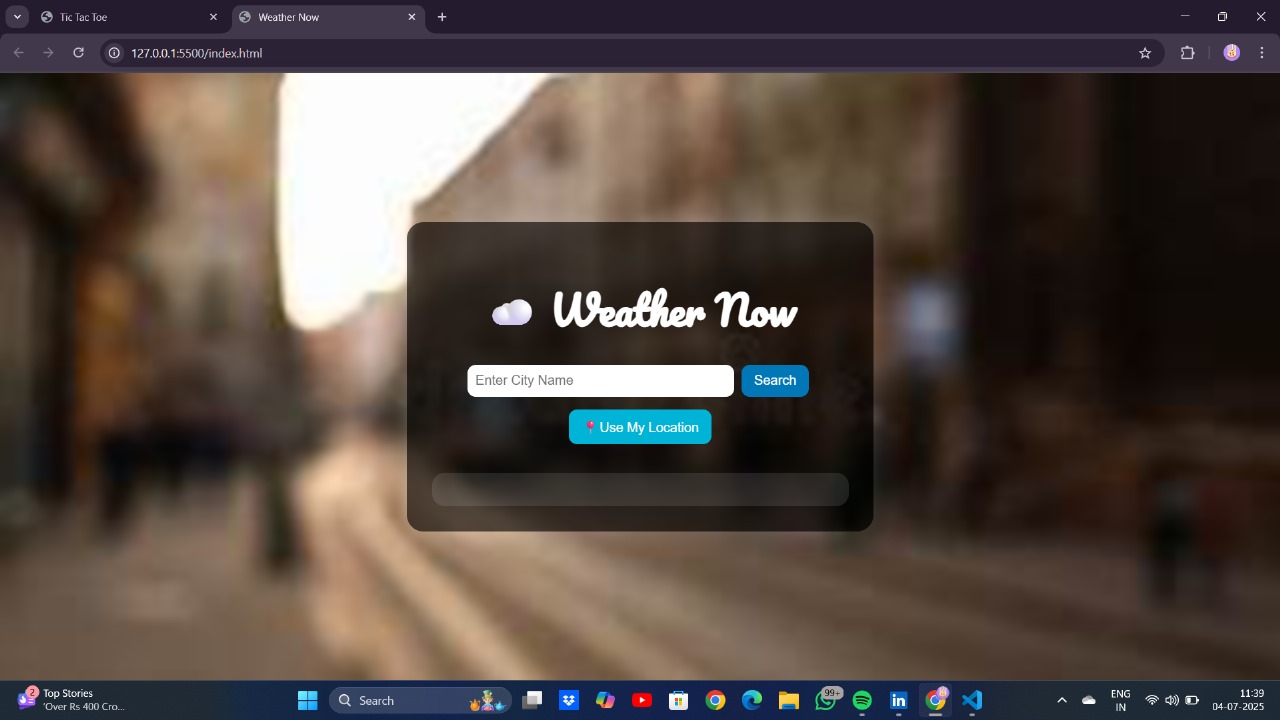 Tic Tac Toe
Weather Now
127.0.0.1:5500/index.html
Weather Now
Enter City Name
Search
Use My Location
2
Top Stories
'Over Rs 400 Cro...
Search
99+
in
ENG
IN
11:39
04-07-2025